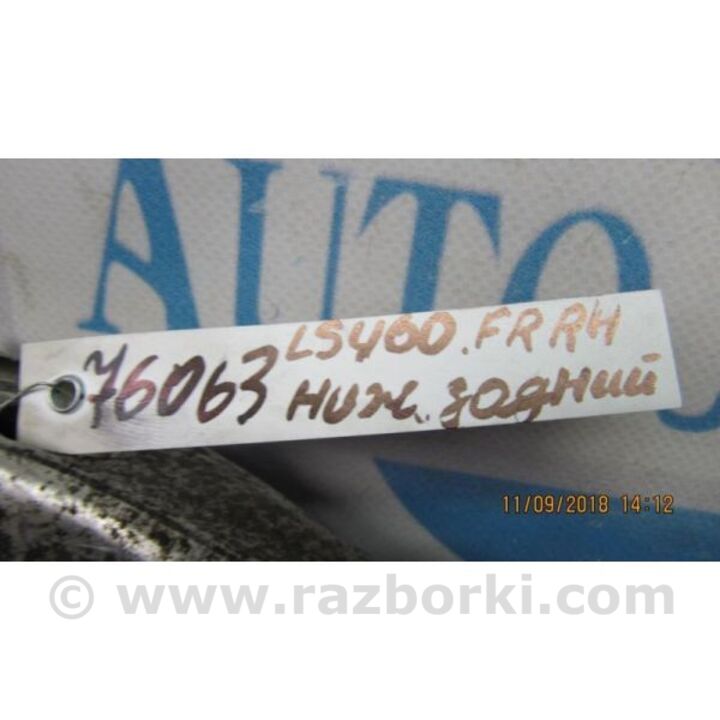 AUTO
76063 LS460.FR RH
ниж. задний
11/09/2018 14:12
© www.razborki.com